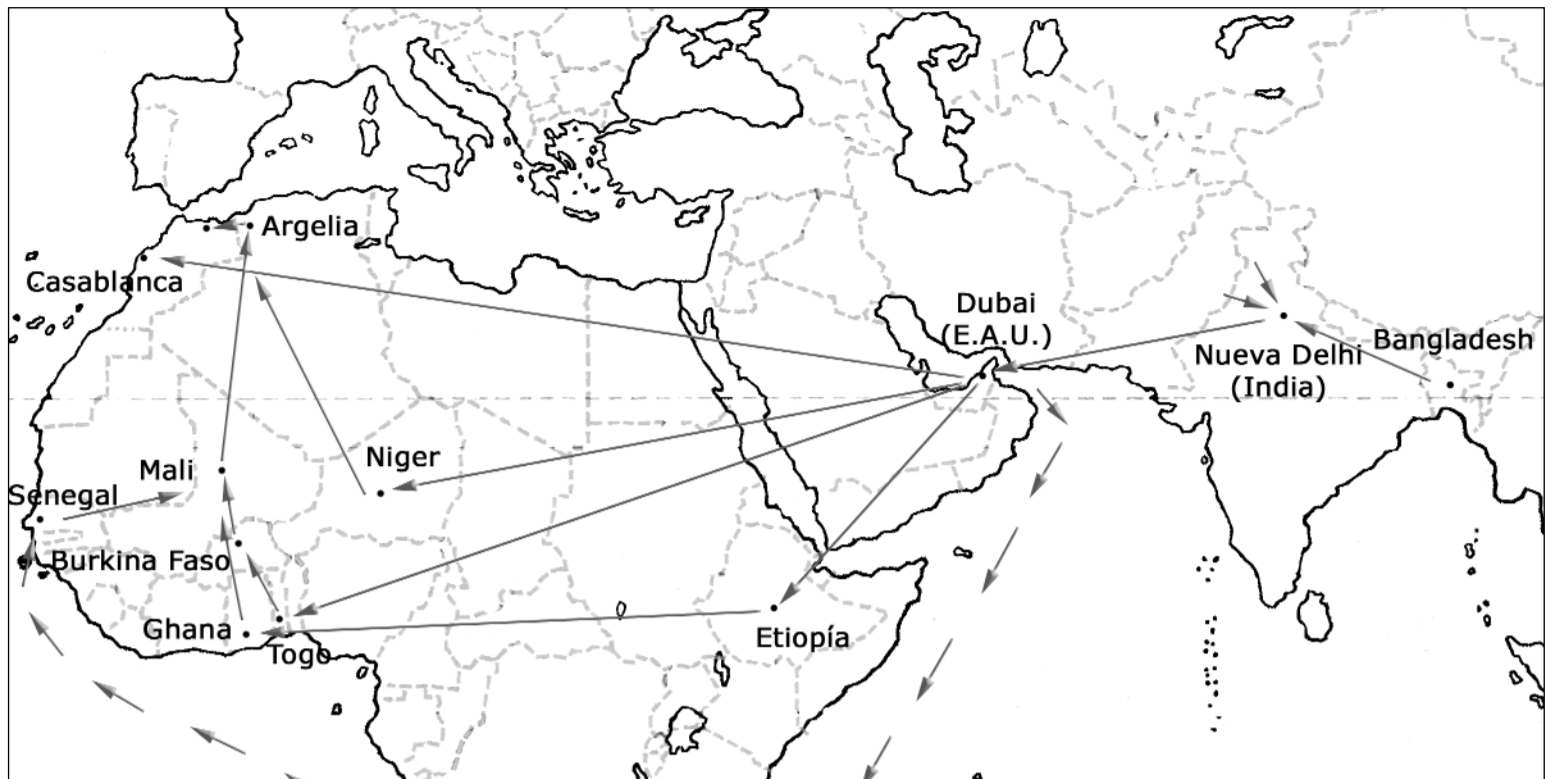 Argelia
Casablanca
Dubai
(E.A.U.)
Bangladesh
Nueva Delhi
(India)
Niger
Mali
Senegal
Burkina Faso
Ghana
Togo
Etiopía